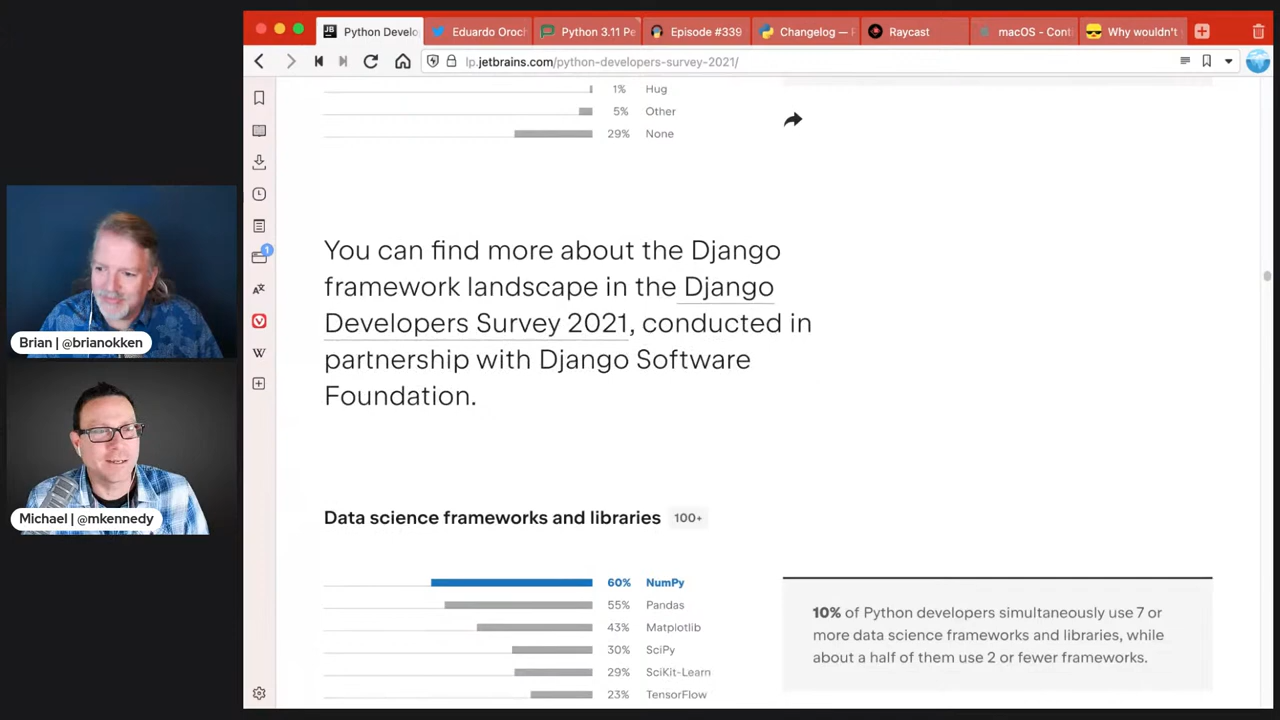 Python Develo
Eduardo Oroch
Python 3.11 Pe
Episode #339
Changelog —
Raycast
macOS - Cont
Why wouldn't
lp.jetbrains.com/python-developers-survey-2021/
1% Hug
5% Other
29% None
You can find more about the Django
framework landscape in the Django
Developers Survey 2021, conducted in
partnership with Django Software
Foundation.
Data science frameworks and libraries 100+
60% NumPy
55% Pandas
43% Matplotlib
30% SciPy
29% SciKit-Learn
23% TensorFlow
10% of Python developers simultaneously use 7 or
more data science frameworks and libraries, while
about a half of them use 2 or fewer frameworks.
Brian | @brianokken
Michael | @mkennedy
1
JB
W